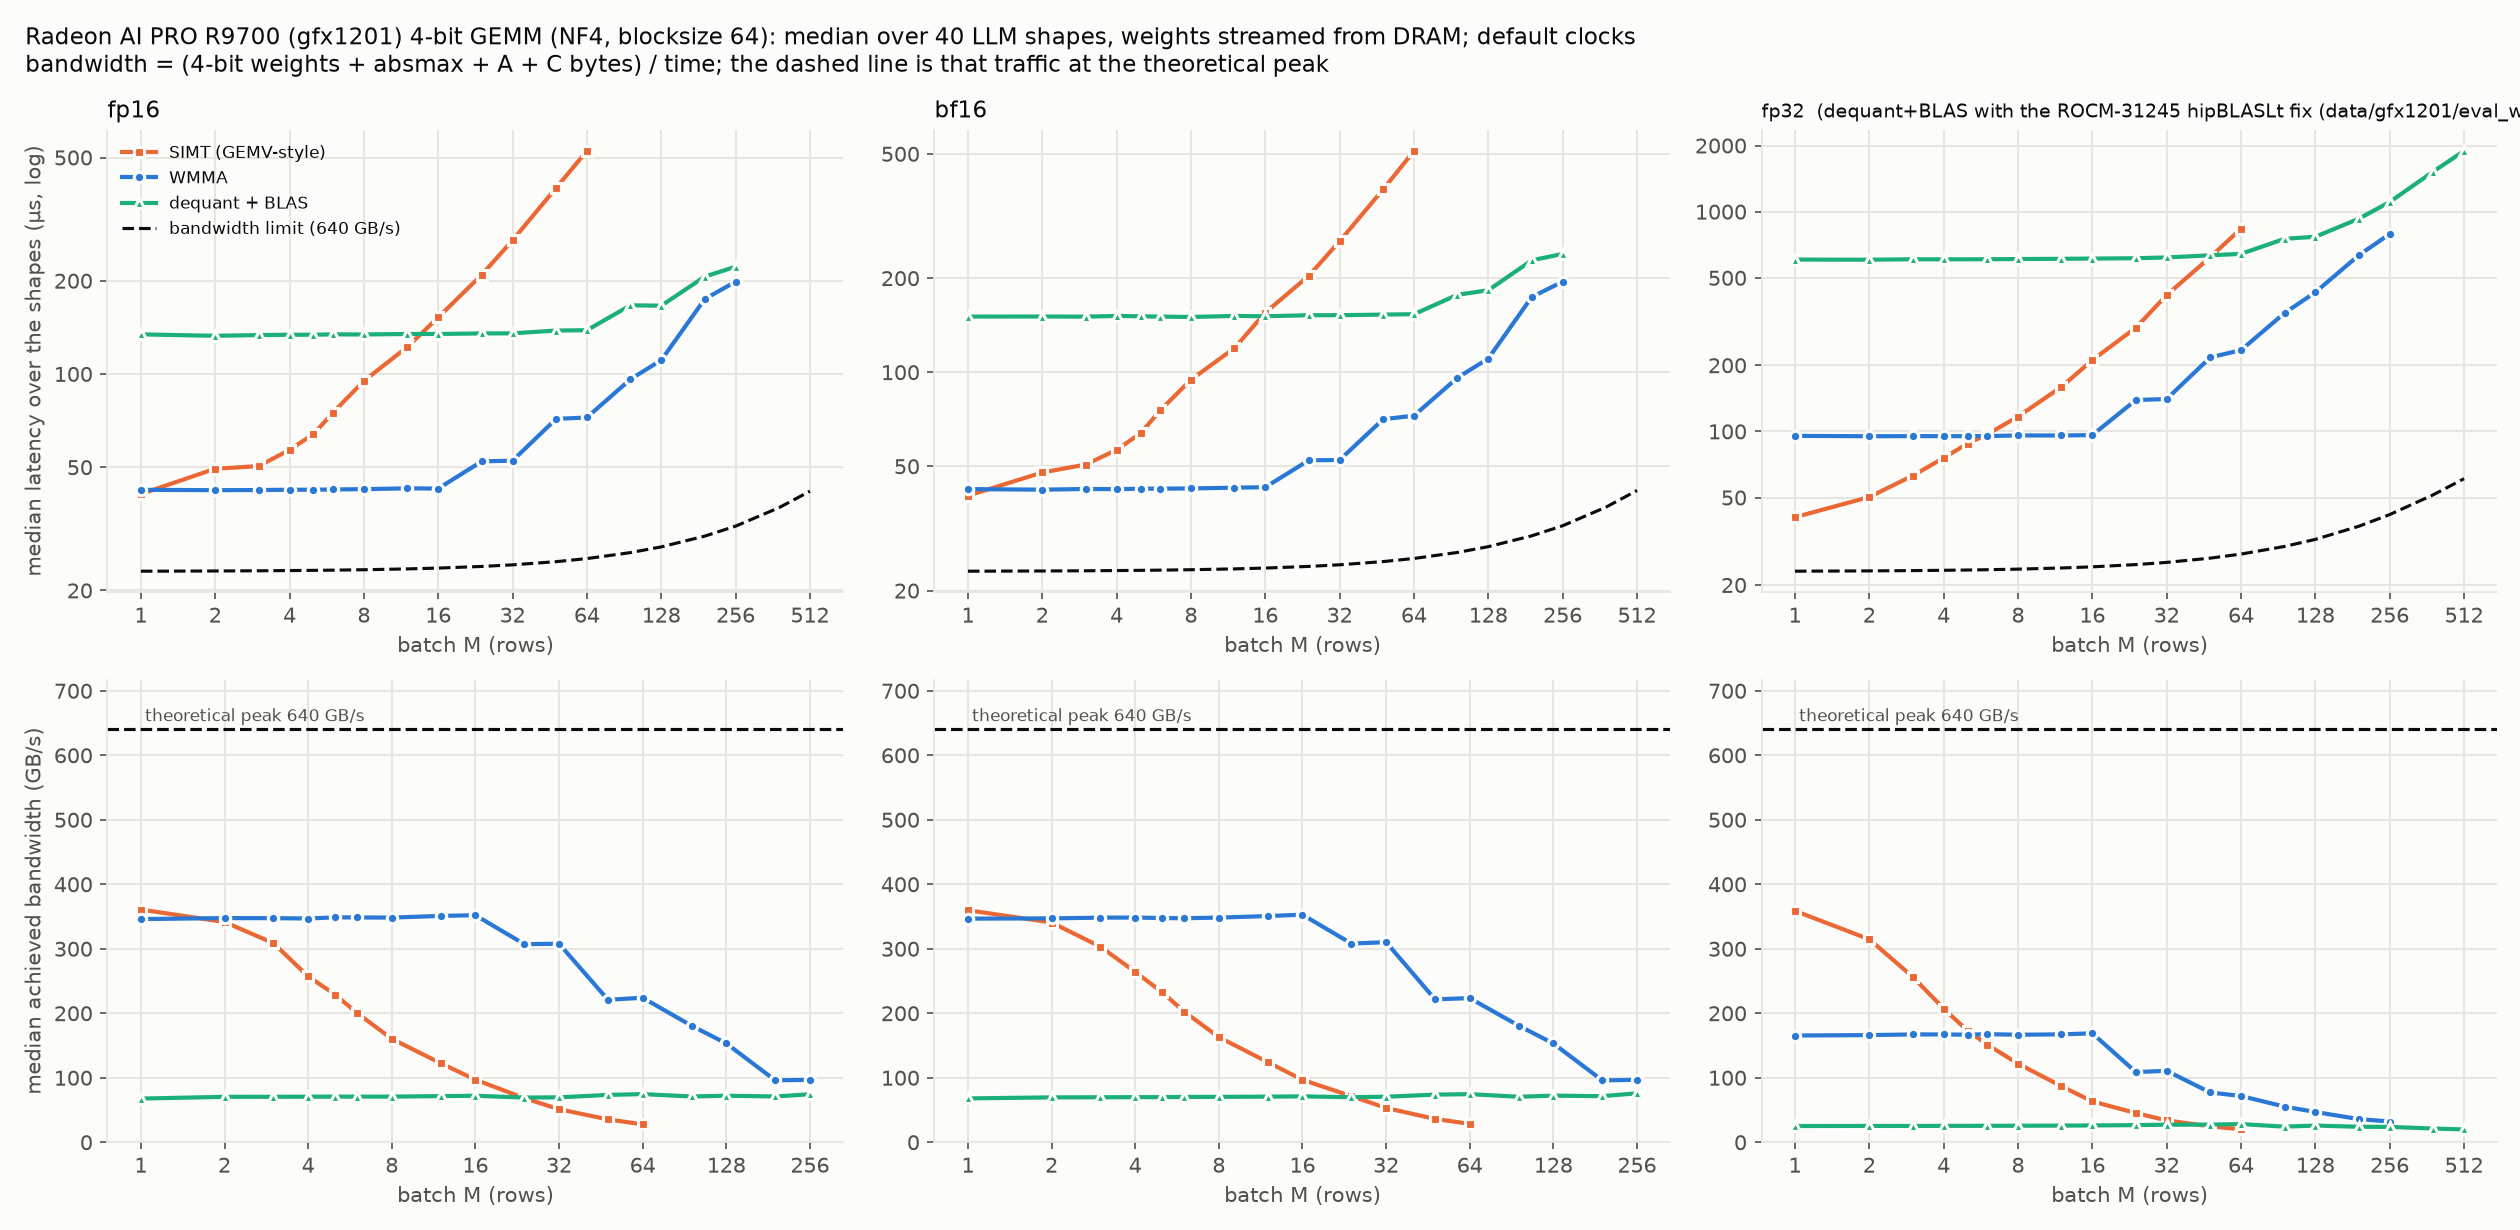 Radeon AI PRO R9700 (gfx1201) 4-bit GEMM (NF4, blocksize 64): median over 40 LLM shapes, weights streamed from DRAM; default clocks
bandwidth = (4-bit weights + absmax + A + C bytes) / time; the dashed line is that traffic at the theoretical peak
fp16
median latency over the shapes (µs, log)
500
200
100
50
20
SIMT (GEMV-style)
WMMA
dequant + BLAS
bandwidth limit (640 GB/s)
1 2 4 8 16 32 64 128 256 512
batch M (rows)
bf16
500
200
100
50
20
1 2 4 8 16 32 64 128 256 512
batch M (rows)
fp32 (dequant+BLAS with the ROCM-31245 hipBLASLt fix (data/gfx1201/eval_w
2000
1000
500
200
100
50
20
1 2 4 8 16 32 64 128 256 512
batch M (rows)
median achieved bandwidth (GB/s)
700
600
500
400
300
200
100
0
theoretical peak 640 GB/s
1 2 4 8 16 32 64 128 256
batch M (rows)
700
600
500
400
300
200
100
0
theoretical peak 640 GB/s
1 2 4 8 16 32 64 128 256
batch M (rows)
700
600
500
400
300
200
100
0
theoretical peak 640 GB/s
1 2 4 8 16 32 64 128 256 512
batch M (rows)